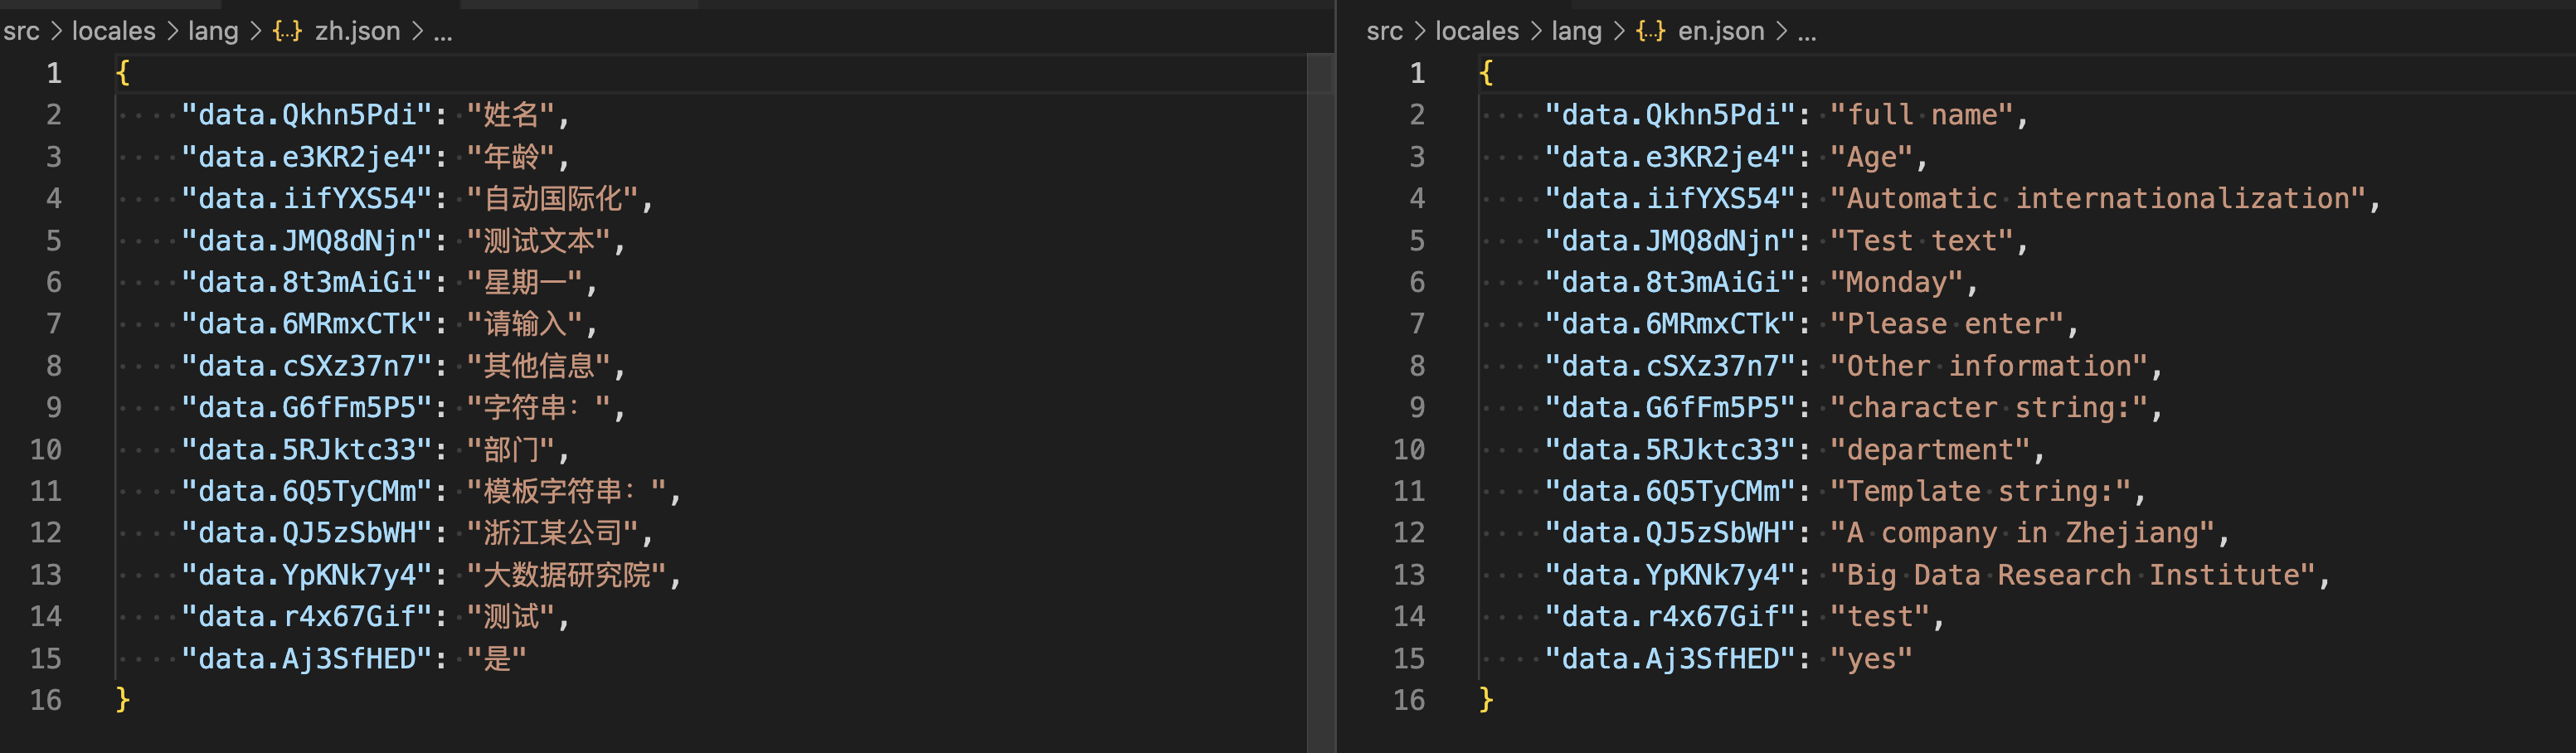 src > locales > lang > {..} zh.json > ...
1 {
2 "data.Qkhn5Pdi": "姓名",
3 "data.e3KR2je4": "年龄",
4 "data.iifYXS54": "自动国际化",
5 "data.JMQ8dNjn": "测试文本",
6 "data.8t3mAiGi": "星期一",
7 "data.6MRmxCTk": "请输入",
8 "data.cSXz37n7": "其他信息",
9 "data.G6fFm5P5": "字符串：",
10 "data.5RJktc33": "部门",
11 "data.6Q5TyCMm": "模板字符串：",
12 "data.QJ5zSbWH": "浙江某公司",
13 "data.YpKNk7y4": "大数据研究院",
14 "data.r4x67Gif": "测试",
15 "data.Aj3SfHED": "是"
16 }
src > locales > lang > {..} en.json > ...
1 {
2 "data.Qkhn5Pdi": "full name",
3 "data.e3KR2je4": "Age",
4 "data.iifYXS54": "Automatic internationalization",
5 "data.JMQ8dNjn": "Test text",
6 "data.8t3mAiGi": "Monday",
7 "data.6MRmxCTk": "Please enter",
8 "data.cSXz37n7": "Other information",
9 "data.G6fFm5P5": "character string:",
10 "data.5RJktc33": "department",
11 "data.6Q5TyCMm": "Template string:",
12 "data.QJ5zSbWH": "A company in Zhejiang",
13 "data.YpKNk7y4": "Big Data Research Institute",
14 "data.r4x67Gif": "test",
15 "data.Aj3SfHED": "yes"
16 }